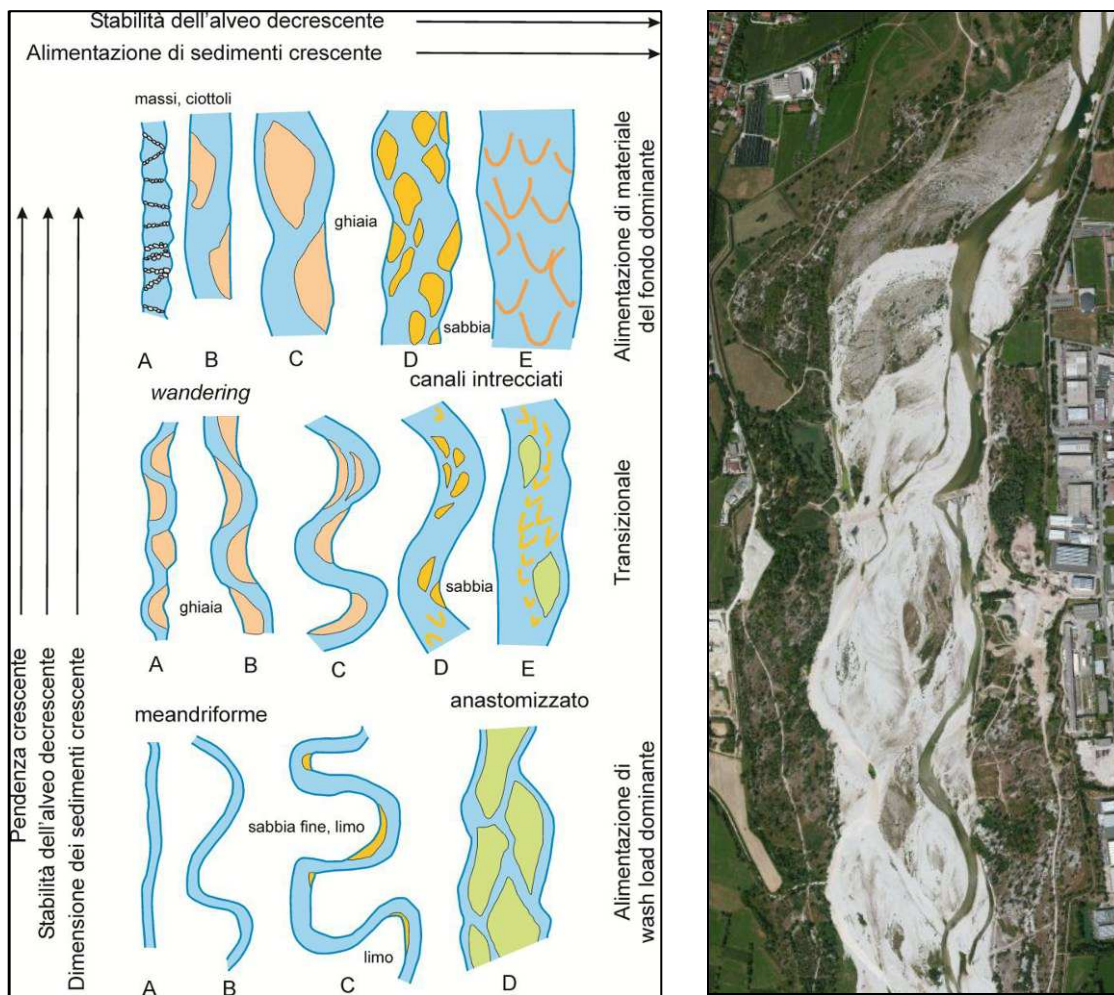 Stabilità dell'alveo decrescente
Alimentazione di sedimenti crescente
massi, ciottoli
ghiaia
sabbia
A
B
C
D
E
Alimentazione di materiale
del fondo dominante
wandering
canali intrecciati
ghiaia
sabbia
A
B
C
D
E
Transizionale
meandriforme
anastomizzato
sabbia fine, limo
limo
A
B
C
D
Alimentazione di
wash load dominante
Pendenza crescente
Stabilità dell'alveo decrescente
Dimensione dei sedimenti crescente